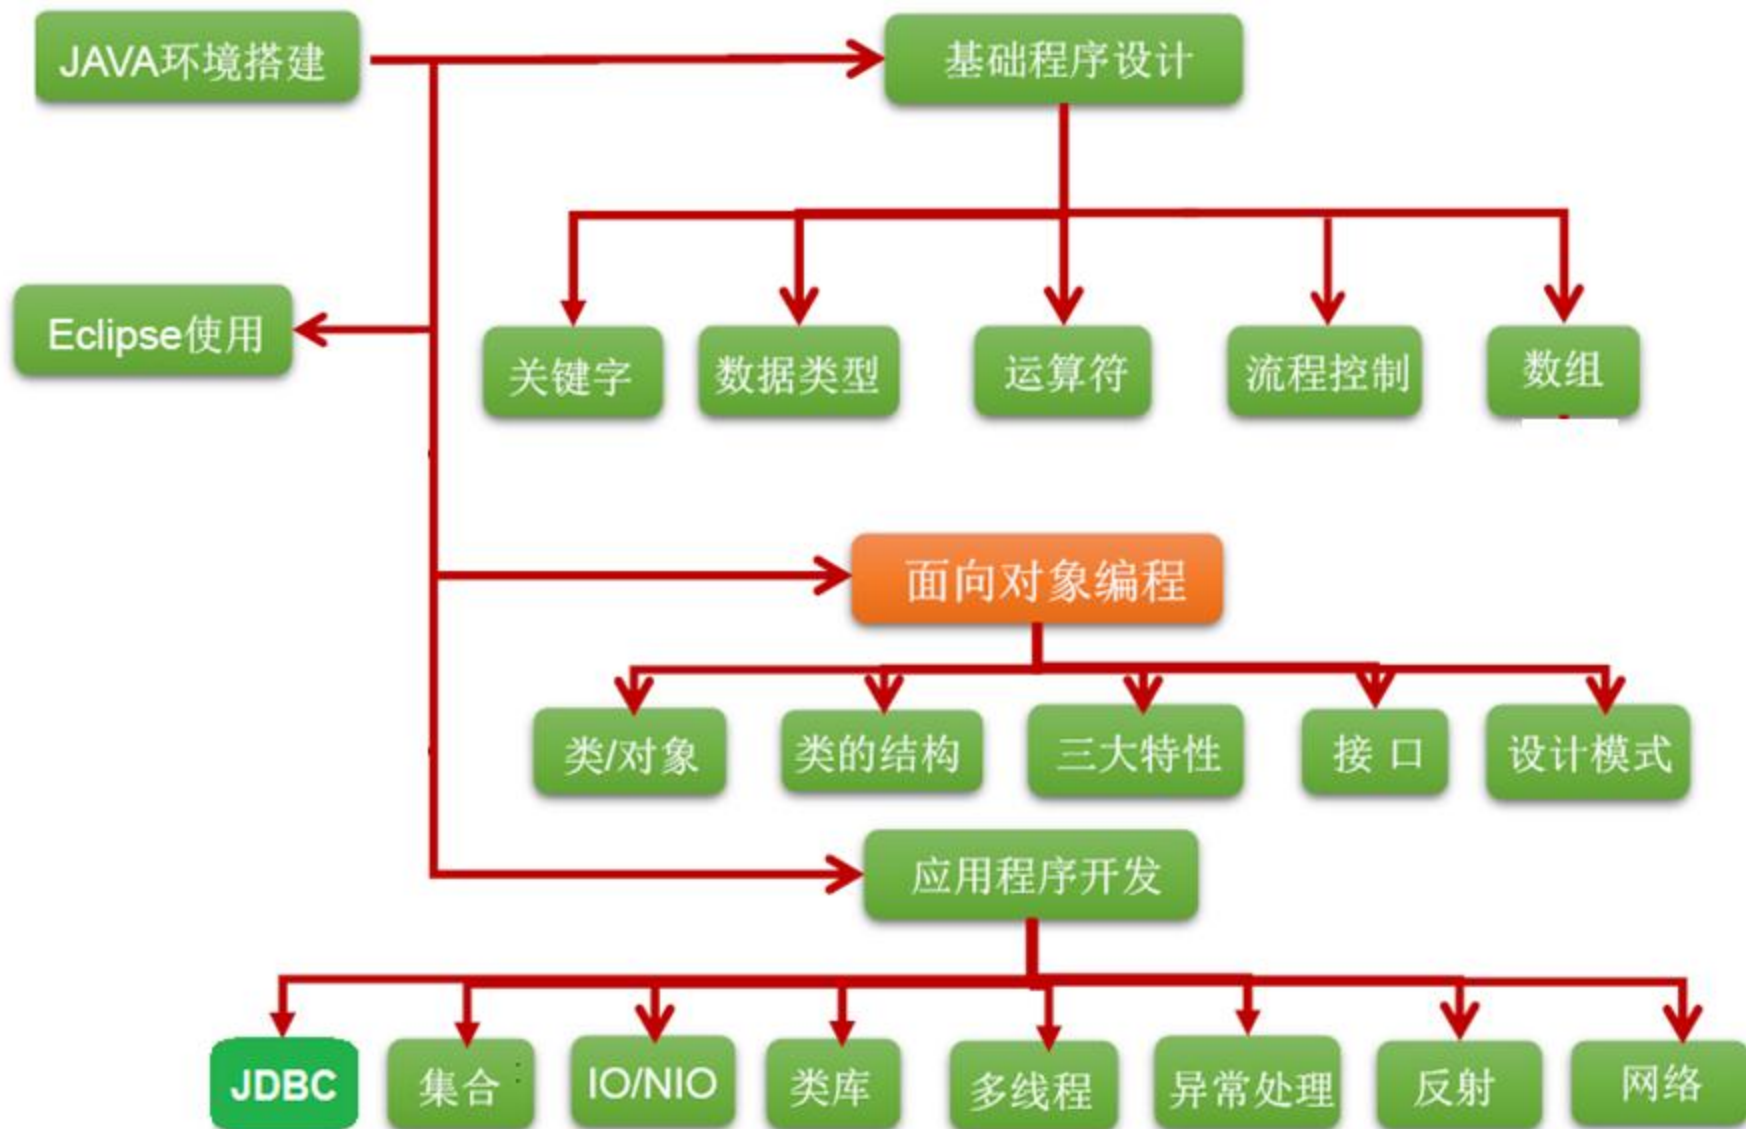 JAVA环境搭建
基础程序设计
Eclipse使用
关键字
数据类型
运算符
流程控制
数组
面向对象编程
类/对象
类的结构
三大特性
接 口
设计模式
应用程序开发
JDBC
集合
IO/NIO
类库
多线程
异常处理
反射
网络